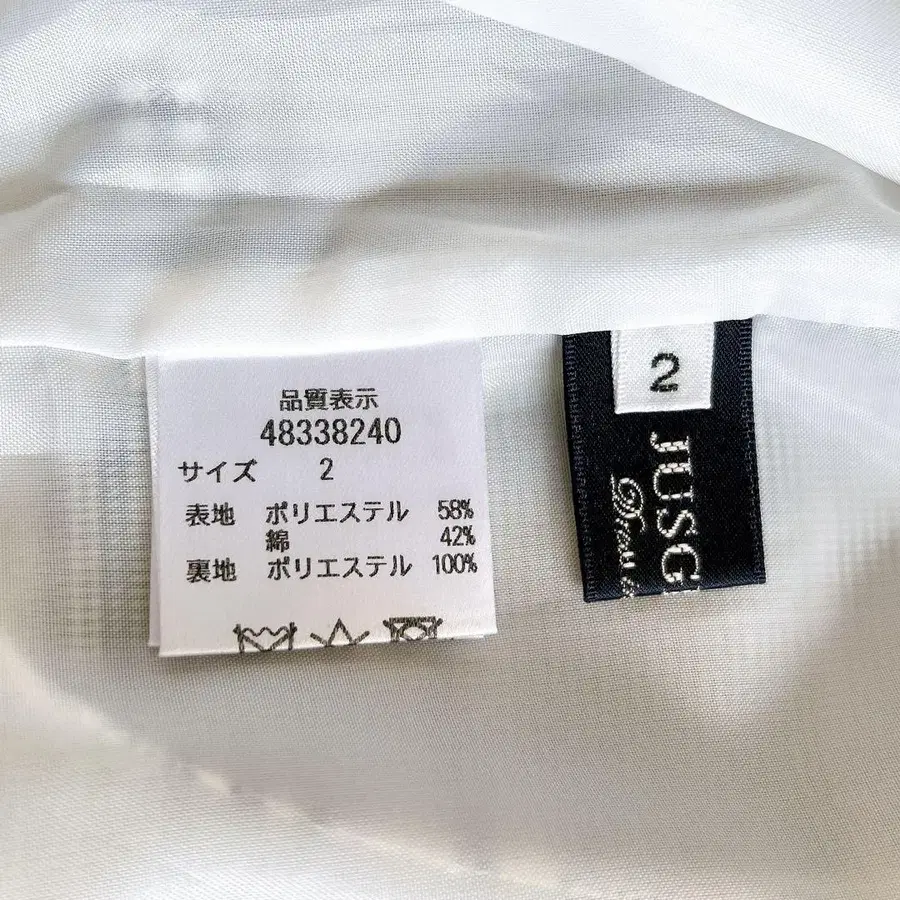 品質表示
48338240
サイズ 2
表地 ポリエステル 58%
綿 42%
裏地 ポリエステル 100%
2
JUSG